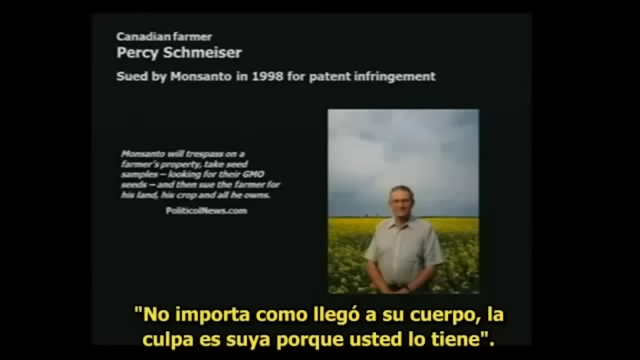 Canadian farmer
Percy Schmeiser
Sued by Monsanto in 1998 for patent infringement
Monsanto will trespass on a
farmer's property, take seed
samples – looking for their GMO
seeds – and then sue the farmer for
his land, his crop and all he owns.
PoliticolNews.com
"No importa como llegó a su cuerpo, la
culpa es suya porque usted lo tiene".